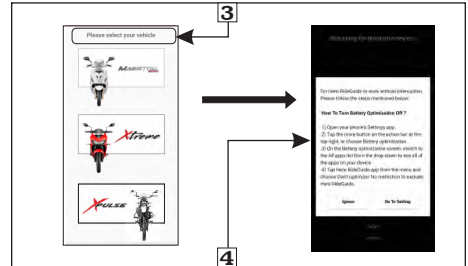 3
Please select your vehicle
MAESTRO
Xtreme
XPULSE
For Hero RideGuide to work without interruption,
Please follow the steps mentioned below:
How To Turn Battery Optimization Off ?
1) Open your phone's Settings app.
2) Tap the more button on the action bar at the
top right, or choose Battery optimization.
3) On the Battery optimization screen, switch to
the All apps list from the drop-down to see all of
the apps on your device.
4) Tap Hero RideGuide app from the menu and
choose Don't optimize/ No restriction to exclude
Hero RideGuide.
Ignore
Go To Setting
4